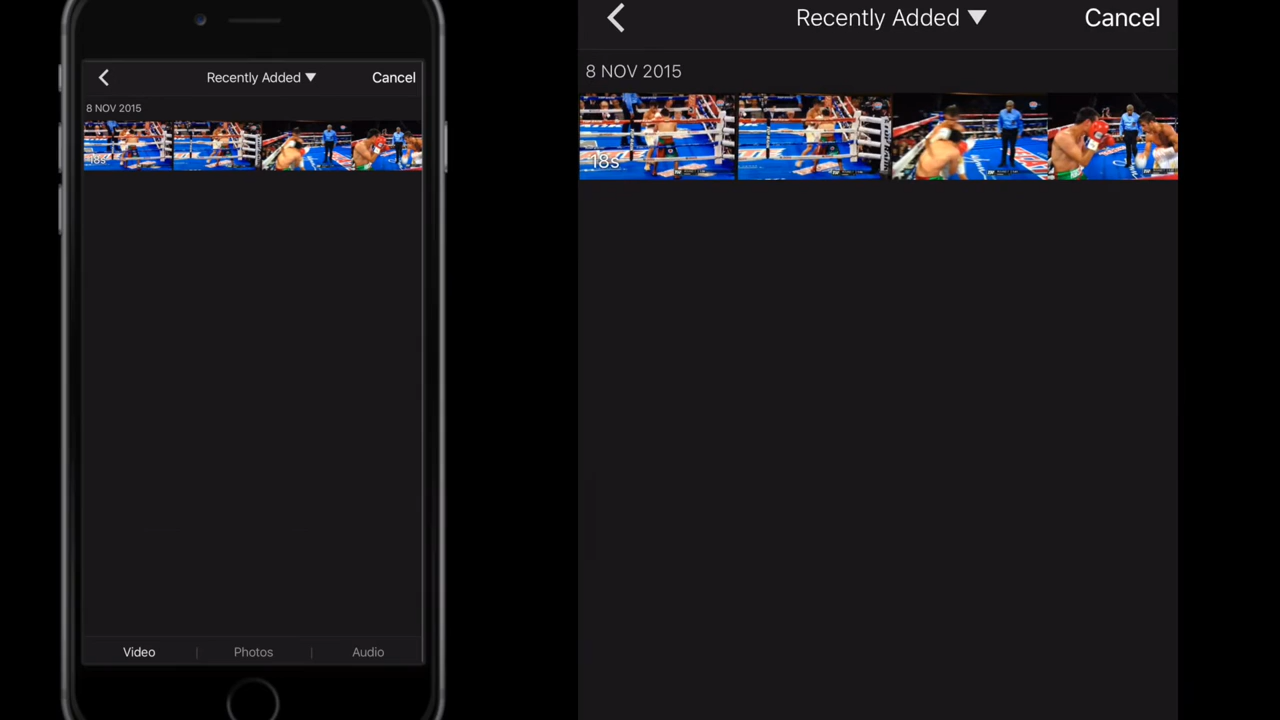 Recently Added ▼
Cancel
8 NOV 2015
18s
Video | Photos | Audio
Recently Added ▼
Cancel
8 NOV 2015
18s